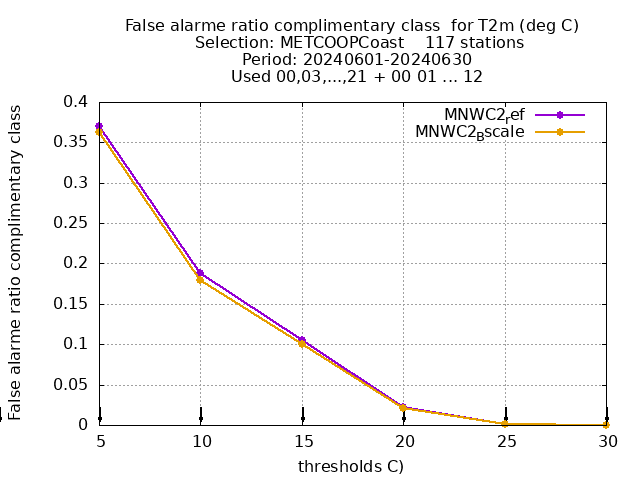 False alarme ratio complimentary class  for T2m (deg C)
Selection: METCOOPCoast    117 stations
Period: 20240601-20240630
Used 00,03,...,21 + 00 01 ... 12
False alarme ratio complimentary class
MNWC2ref
MNWC2Bscale
0.4
0.35
0.3
0.25
0.2
0.15
0.1
0.05
0
5 10 15 20 25 30
thresholds C)